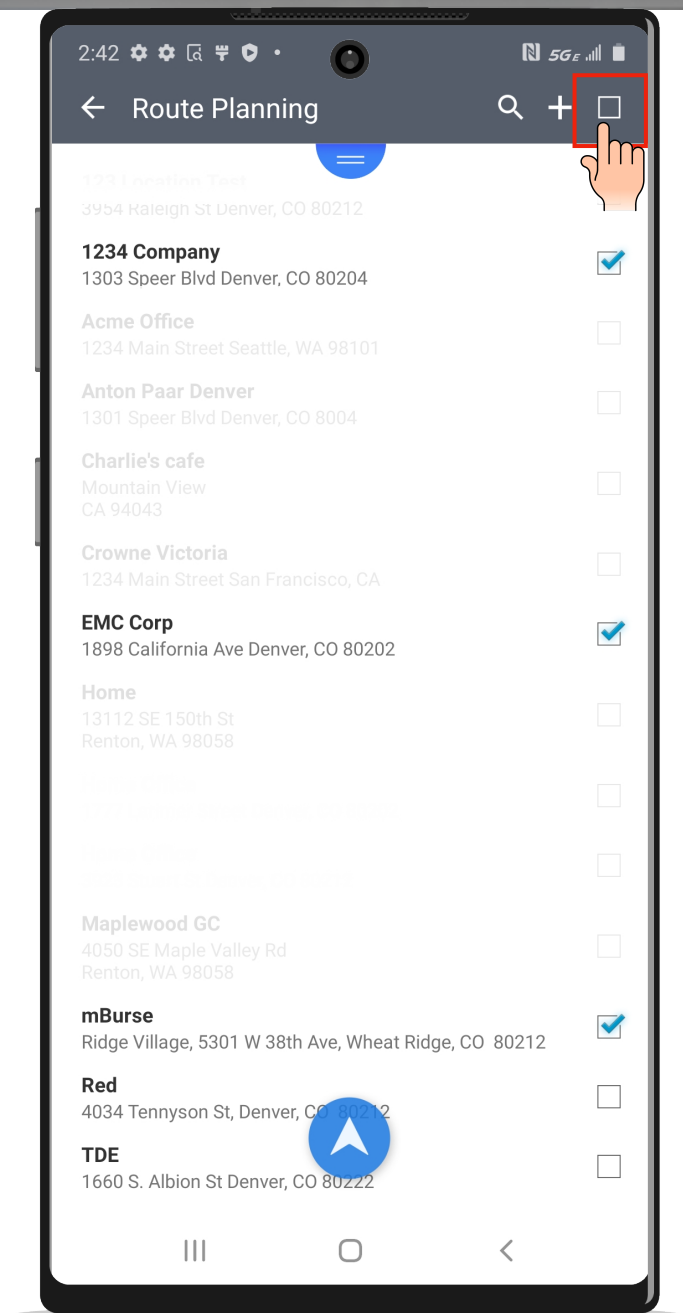 2:42
5GE
Route Planning
123 Location Test
3954 Raleigh St Denver, CO 80212
1234 Company
1303 Speer Blvd Denver, CO 80204
Acme Office
1234 Main Street Seattle, WA 98101
Anton Paar Denver
1301 Speer Blvd Denver, CO 8004
Charlie's cafe
Mountain View
CA 94043
Crowne Victoria
1234 Main Street San Francisco, CA
EMC Corp
1898 California Ave Denver, CO 80202
Home
13112 SE 150th St
Renton, WA 98058
Maplewood GC
4050 SE Maple Valley Rd
Renton, WA 98058
mBurse
Ridge Village, 5301 W 38th Ave, Wheat Ridge, CO  80212
Red
4034 Tennyson St, Denver, CO  80212
TDE
1660 S. Albion St Denver, CO 80222